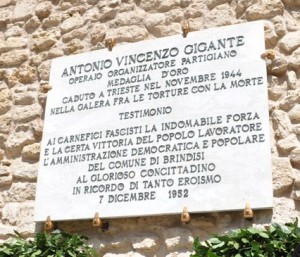 ANTONIO VINCENZO GIGANTE
OPERAIO ORGANIZZATORE PARTIGIANO
MEDAGLIA D'ORO
CADUTO A TRIESTE NEL NOVEMBRE 1944
NELLA GALERA FRA LE TORTURE CON LA MORTE
TESTIMONIO
AI CARNEFICI FASCISTI LA INDOMABILE FORZA
E LA CERTA VITTORIA DEL POPOLO LAVORATORE
L'AMMINISTRAZIONE DEMOCRATICA E POPOLARE
DEL COMUNE DI BRINDISI
AL GLORIOSO CONCITTADINO
IN RICORDO DI TANTO EROISMO
7 DICEMBRE 1952